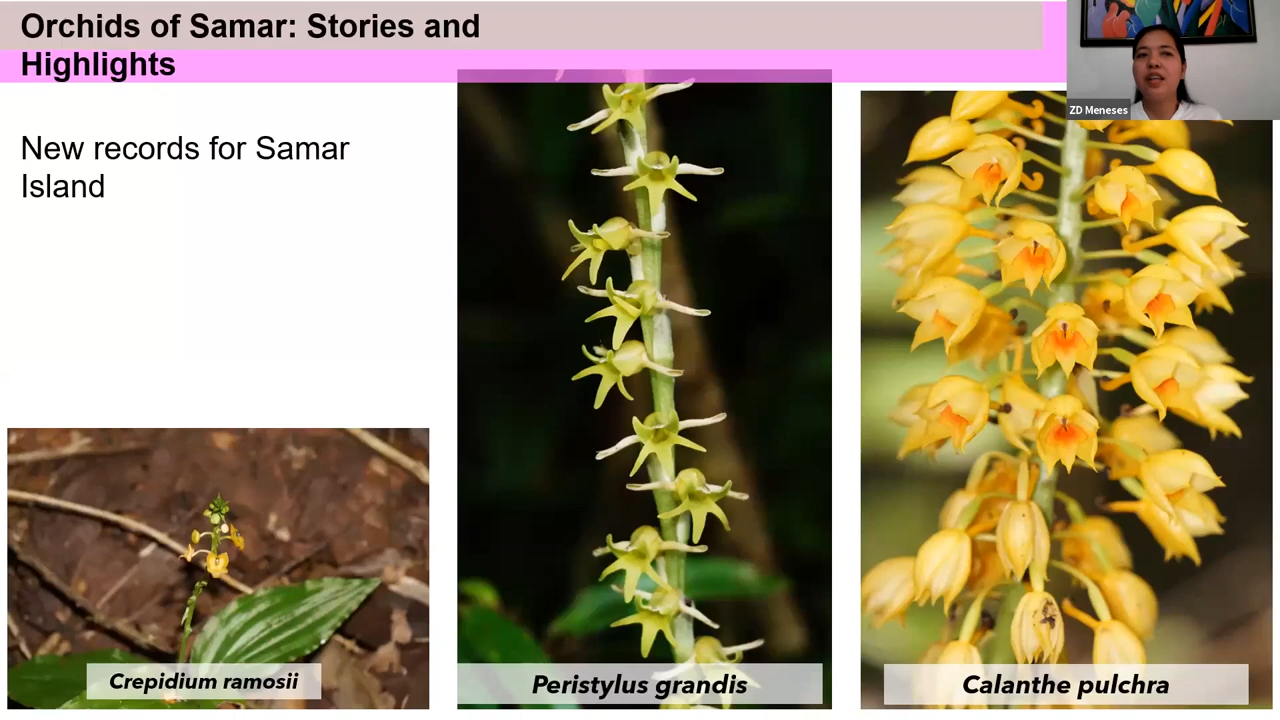 Orchids of Samar: Stories and
Highlights
ZD Meneses
New records for Samar
Island
Crepidium ramosii
Peristylus grandis
Calanthe pulchra